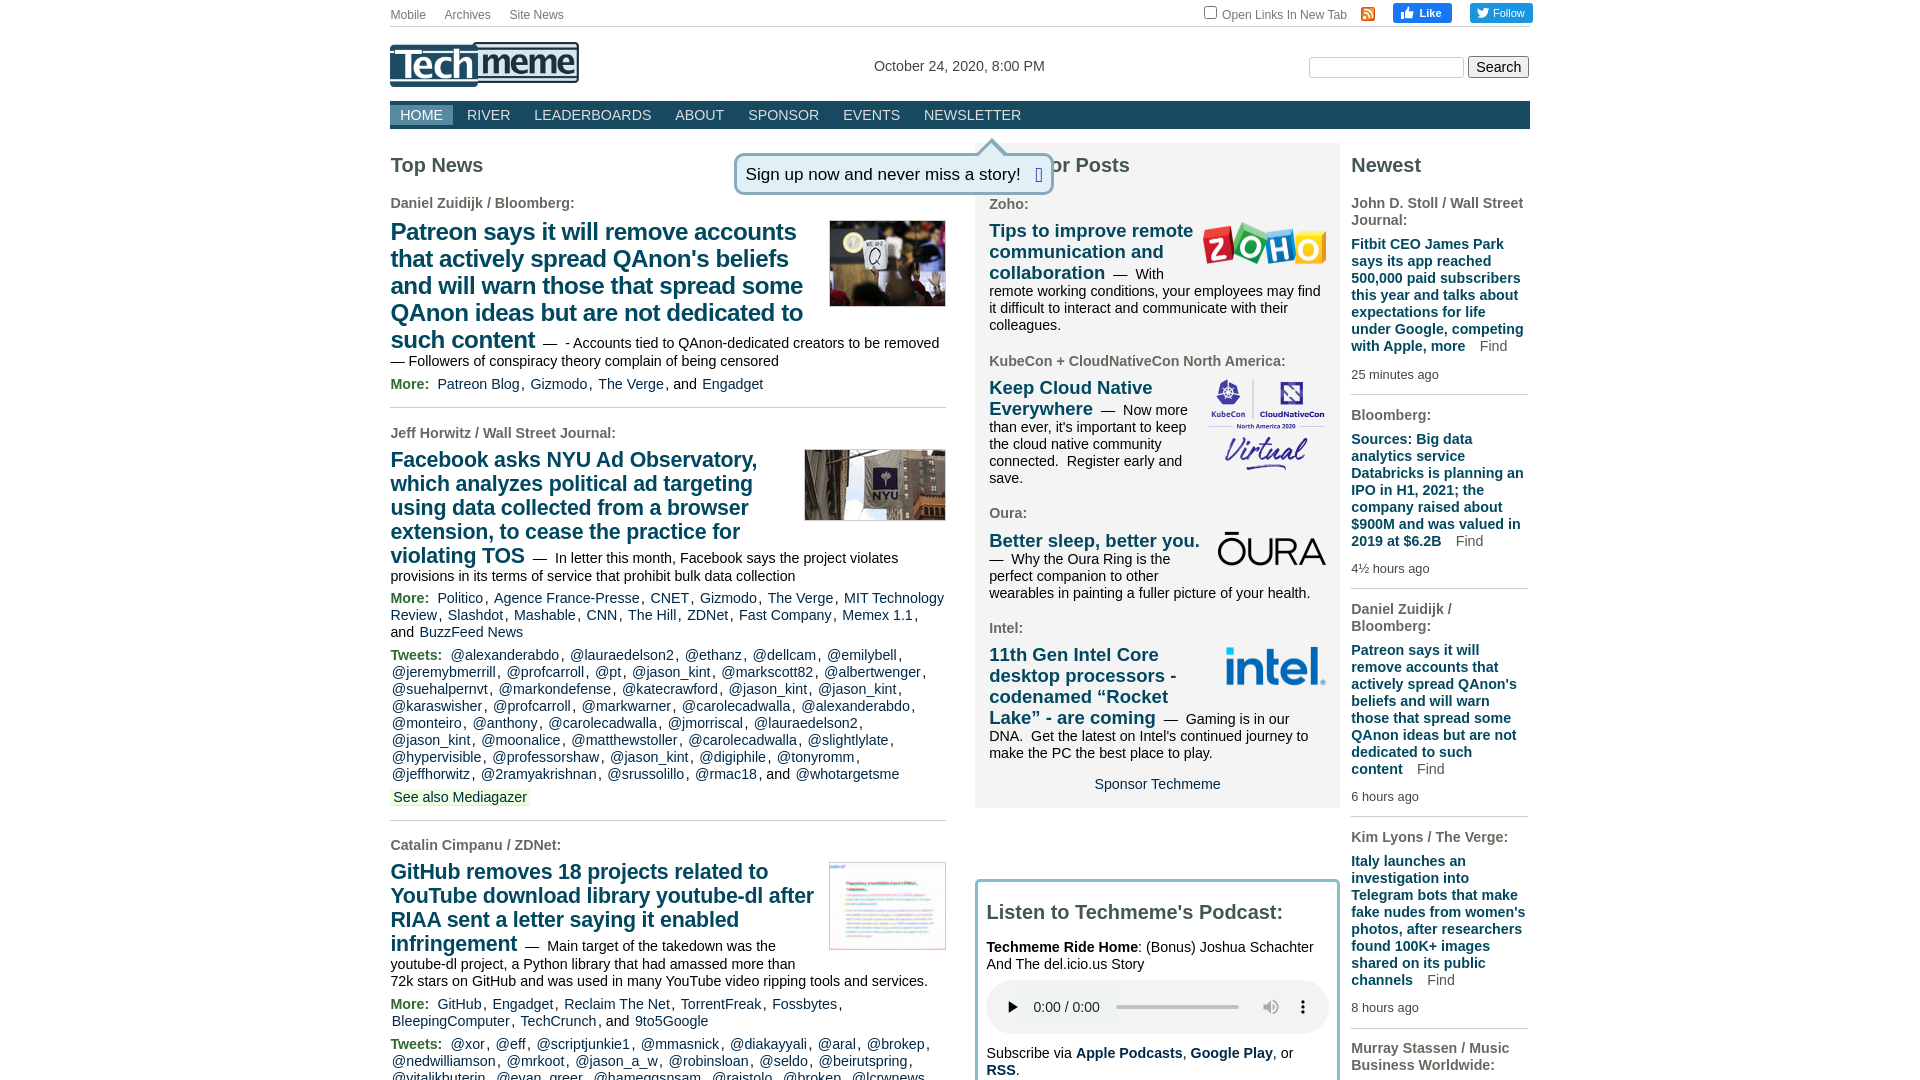 Mobile Archives Site News
Open Links In New Tab
Like
Follow
Techmeme
October 24, 2020, 8:00 PM
Search
HOME RIVER LEADERBOARDS ABOUT SPONSOR EVENTS NEWSLETTER
Sign up now and never miss a story!
Top News
Daniel Zuidijk / Bloomberg:
Patreon says it will remove accounts
that actively spread QAnon's beliefs
and will warn those that spread some
QAnon ideas but are not dedicated to
such content — - Accounts tied to QAnon-dedicated creators to be removed
— Followers of conspiracy theory complain of being censored
More: Patreon Blog, Gizmodo, The Verge, and Engadget
Jeff Horwitz / Wall Street Journal:
Facebook asks NYU Ad Observatory,
which analyzes political ad targeting
using data collected from a browser
extension, to cease the practice for
violating TOS — In letter this month, Facebook says the project violates
provisions in its terms of service that prohibit bulk data collection
NYU
More: Politico, Agence France-Presse, CNET, Gizmodo, The Verge, MIT Technology
Review, Slashdot, Mashable, CNN, The Hill, ZDNet, Fast Company, Memex 1.1,
and BuzzFeed News
Tweets: @alexanderabdo, @lauraedelson2, @ethanz, @dellcam, @emilybell,
@jeremybmerrill, @profcarroll, @pt, @jason_kint, @markscott82, @albertwenger,
@suehalpernvt, @markondefense, @katecrawford, @jason_kint, @jason_kint,
@karaswisher, @profcarroll, @markwarner, @carolecadwalla, @alexanderabdo,
@monteiro, @anthony, @carolecadwalla, @jmorriscal, @lauraedelson2,
@jason_kint, @moonalice, @matthewstoller, @carolecadwalla, @slightlylate,
@hypervisible, @professorshaw, @jason_kint, @digiphile, @tonyromm,
@jeffhorwitz, @2ramyakrishnan, @srussolillo, @rmac18, and @whotargetsme
See also Mediagazer
Catalin Cimpanu / ZDNet:
GitHub removes 18 projects related to
YouTube download library youtube-dl after
RIAA sent a letter saying it enabled
infringement — Main target of the takedown was the
youtube-dl project, a Python library that had amassed more than
72k stars on GitHub and was used in many YouTube video ripping tools and services.
More: GitHub, Engadget, Reclaim The Net, TorrentFreak, Fossbytes,
BleepingComputer, TechCrunch, and 9to5Google
Tweets: @xor, @eff, @scriptjunkie1, @mmasnick, @diakayyali, @aral, @brokep,
@nedwilliamson, @mrkoot, @jason_a_w, @robinsloan, @seldo, @beirutspring,
@vitalikbuterin, @evan_greer, @hameggsnsam, @rajstolo, @brokep, @lcrwnews,
or Posts
Zoho:
Tips to improve remote
communication and
collaboration — With
remote working conditions, your employees may find
it difficult to interact and communicate with their
colleagues.
ZOHO
KubeCon + CloudNativeCon North America:
Keep Cloud Native
Everywhere — Now more
than ever, it's important to keep
the cloud native community
connected. Register early and
save.
KubeCon CloudNativeCon
North America 2020
Virtual
Oura:
Better sleep, better you.
— Why the Oura Ring is the
perfect companion to other
wearables in painting a fuller picture of your health.
ŌURA
Intel:
11th Gen Intel Core
desktop processors -
codenamed “Rocket
Lake” - are coming — Gaming is in our
DNA. Get the latest on Intel's continued journey to
make the PC the best place to play.
intel.
Sponsor Techmeme
Listen to Techmeme's Podcast:
Techmeme Ride Home: (Bonus) Joshua Schachter
And The del.icio.us Story
0:00 / 0:00
Subscribe via Apple Podcasts, Google Play, or
RSS.
Newest
John D. Stoll / Wall Street
Journal:
Fitbit CEO James Park
says its app reached
500,000 paid subscribers
this year and talks about
expectations for life
under Google, competing
with Apple, more Find
25 minutes ago
Bloomberg:
Sources: Big data
analytics service
Databricks is planning an
IPO in H1, 2021; the
company raised about
$900M and was valued in
2019 at $6.2B Find
4½ hours ago
Daniel Zuidijk /
Bloomberg:
Patreon says it will
remove accounts that
actively spread QAnon's
beliefs and will warn
those that spread some
QAnon ideas but are not
dedicated to such
content Find
6 hours ago
Kim Lyons / The Verge:
Italy launches an
investigation into
Telegram bots that make
fake nudes from women's
photos, after researchers
found 100K+ images
shared on its public
channels Find
8 hours ago
Murray Stassen / Music
Business Worldwide: